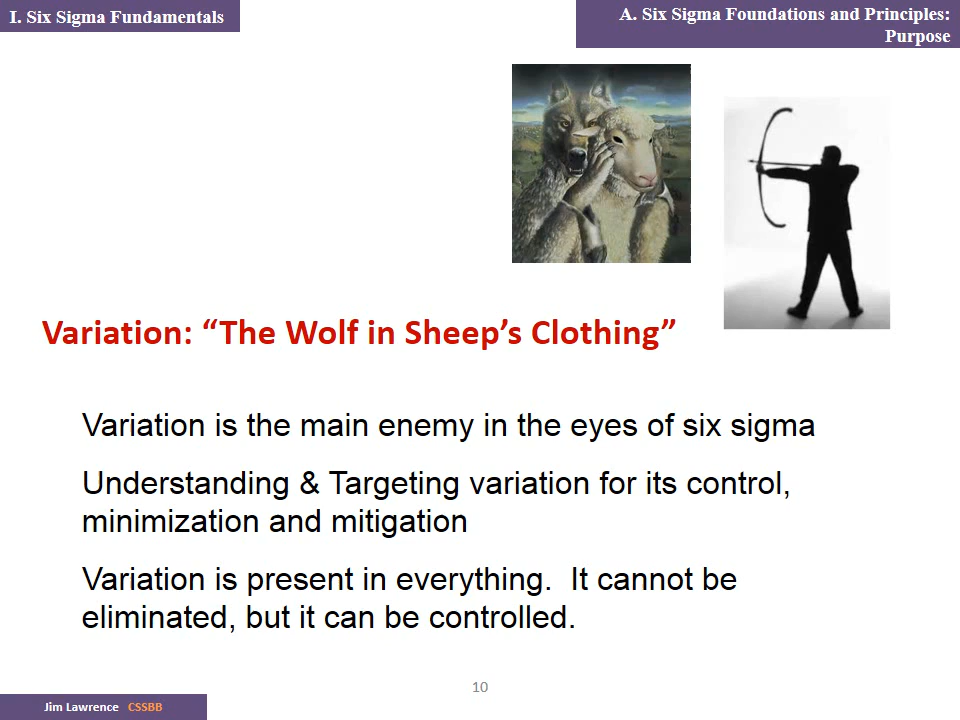 I. Six Sigma Fundamentals
A. Six Sigma Foundations and Principles:
Purpose
Variation: “The Wolf in Sheep’s Clothing”
Variation is the main enemy in the eyes of six sigma
Understanding & Targeting variation for its control,
minimization and mitigation
Variation is present in everything.  It cannot be
eliminated, but it can be controlled.
10
Jim Lawrence CSSBB